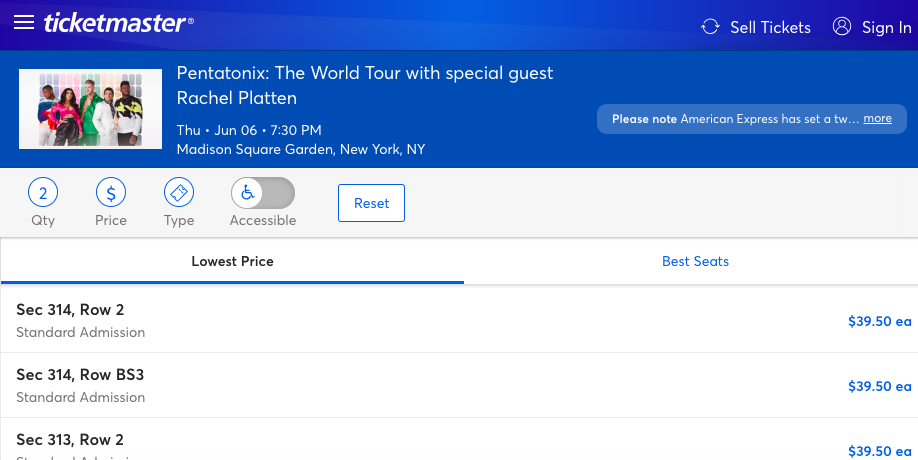 ticketmaster®
Sell Tickets
Sign In
Pentatonix: The World Tour with special guest
Rachel Platten
Thu • Jun 06 • 7:30 PM
Madison Square Garden, New York, NY
Please note American Express has set a tw… more
2
$
Qty
Price
Type
Accessible
Reset
Lowest Price
Best Seats
Sec 314, Row 2
Standard Admission
$39.50 ea
Sec 314, Row BS3
Standard Admission
$39.50 ea
Sec 313, Row 2
$39.50 ea